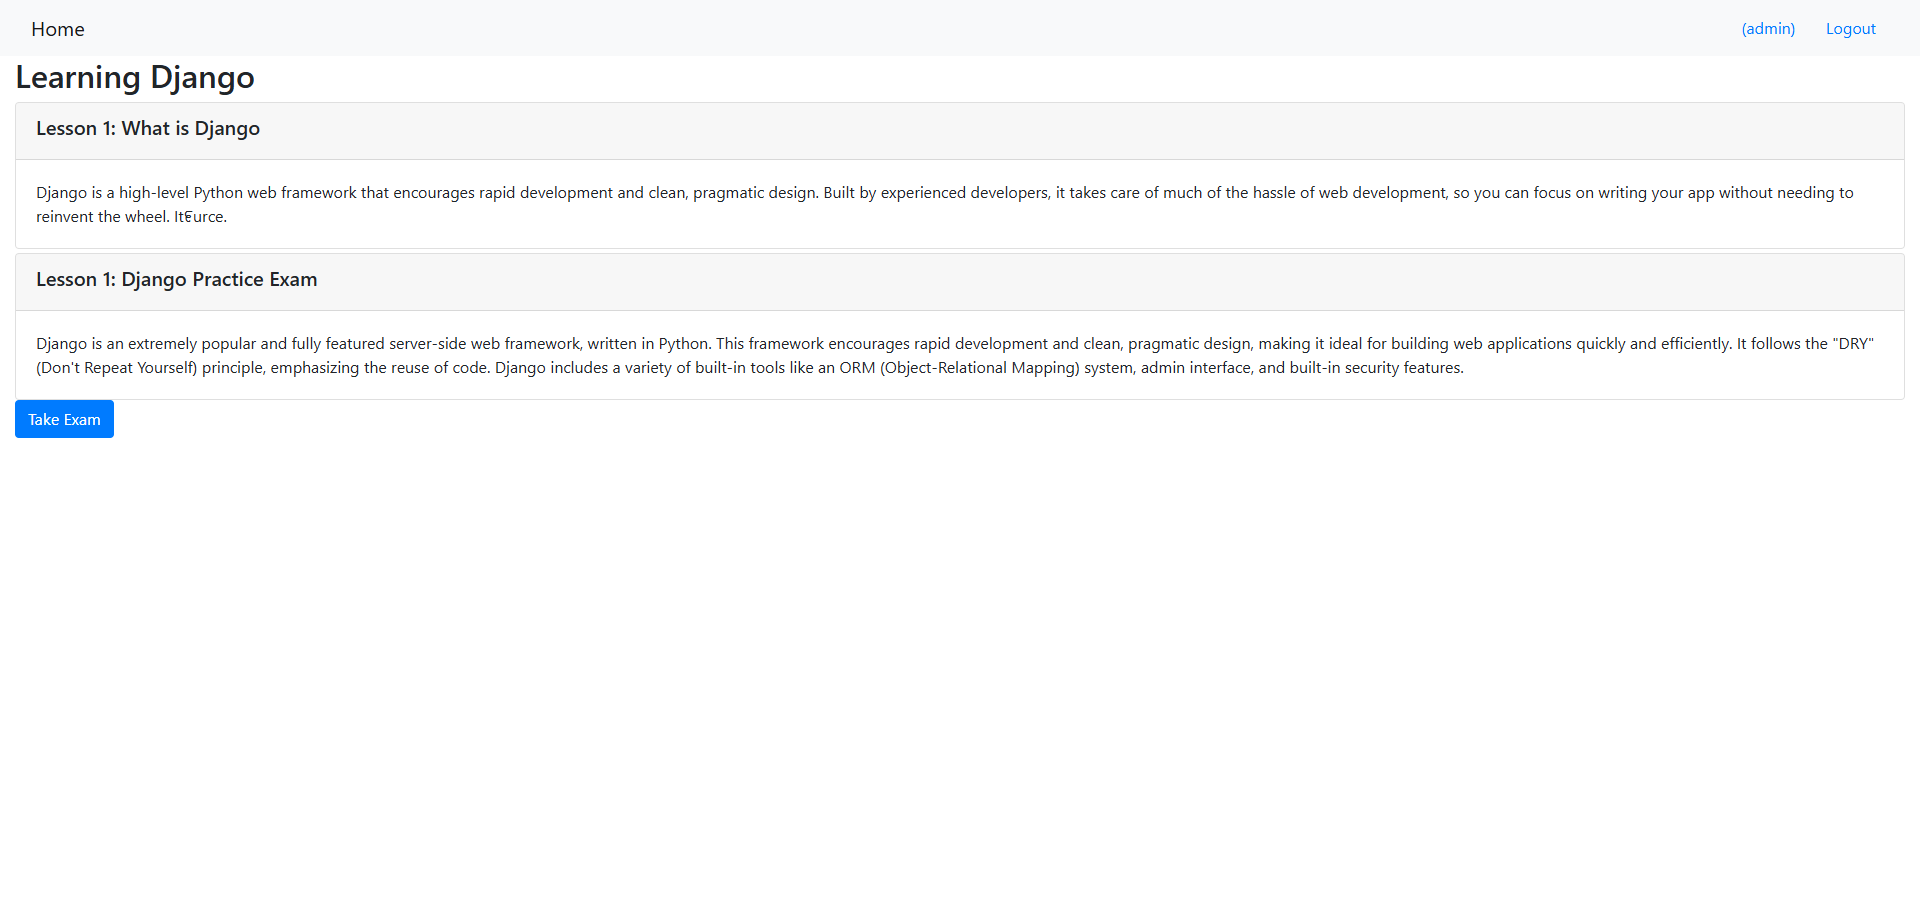 Home
(admin)
Logout
Learning Django
Lesson 1: What is Django
Django is a high-level Python web framework that encourages rapid development and clean, pragmatic design. Built by experienced developers, it takes care of much of the hassle of web development, so you can focus on writing your app without needing to
reinvent the wheel.
Lesson 1: Django Practice Exam
Django is an extremely popular and fully featured server-side web framework, written in Python. This framework encourages rapid development and clean, pragmatic design, making it ideal for building web applications quickly and efficiently. It follows the "DRY"
(Don't Repeat Yourself) principle, emphasizing the reuse of code. Django includes a variety of built-in tools like an ORM (Object-Relational Mapping) system, admin interface, and built-in security features.
Take Exam